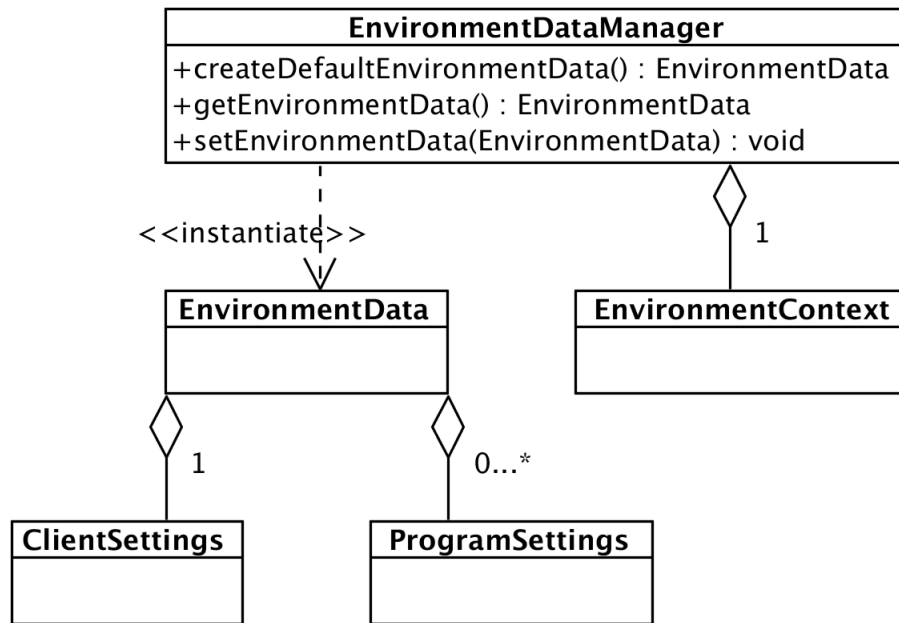 EnvironmentDataManager
+createDefaultEnvironmentData() : EnvironmentData
+getEnvironmentData() : EnvironmentData
+setEnvironmentData(EnvironmentData) : void
<<instantiate>>
1
EnvironmentData
EnvironmentContext
1
0...*
ClientSettings
ProgramSettings